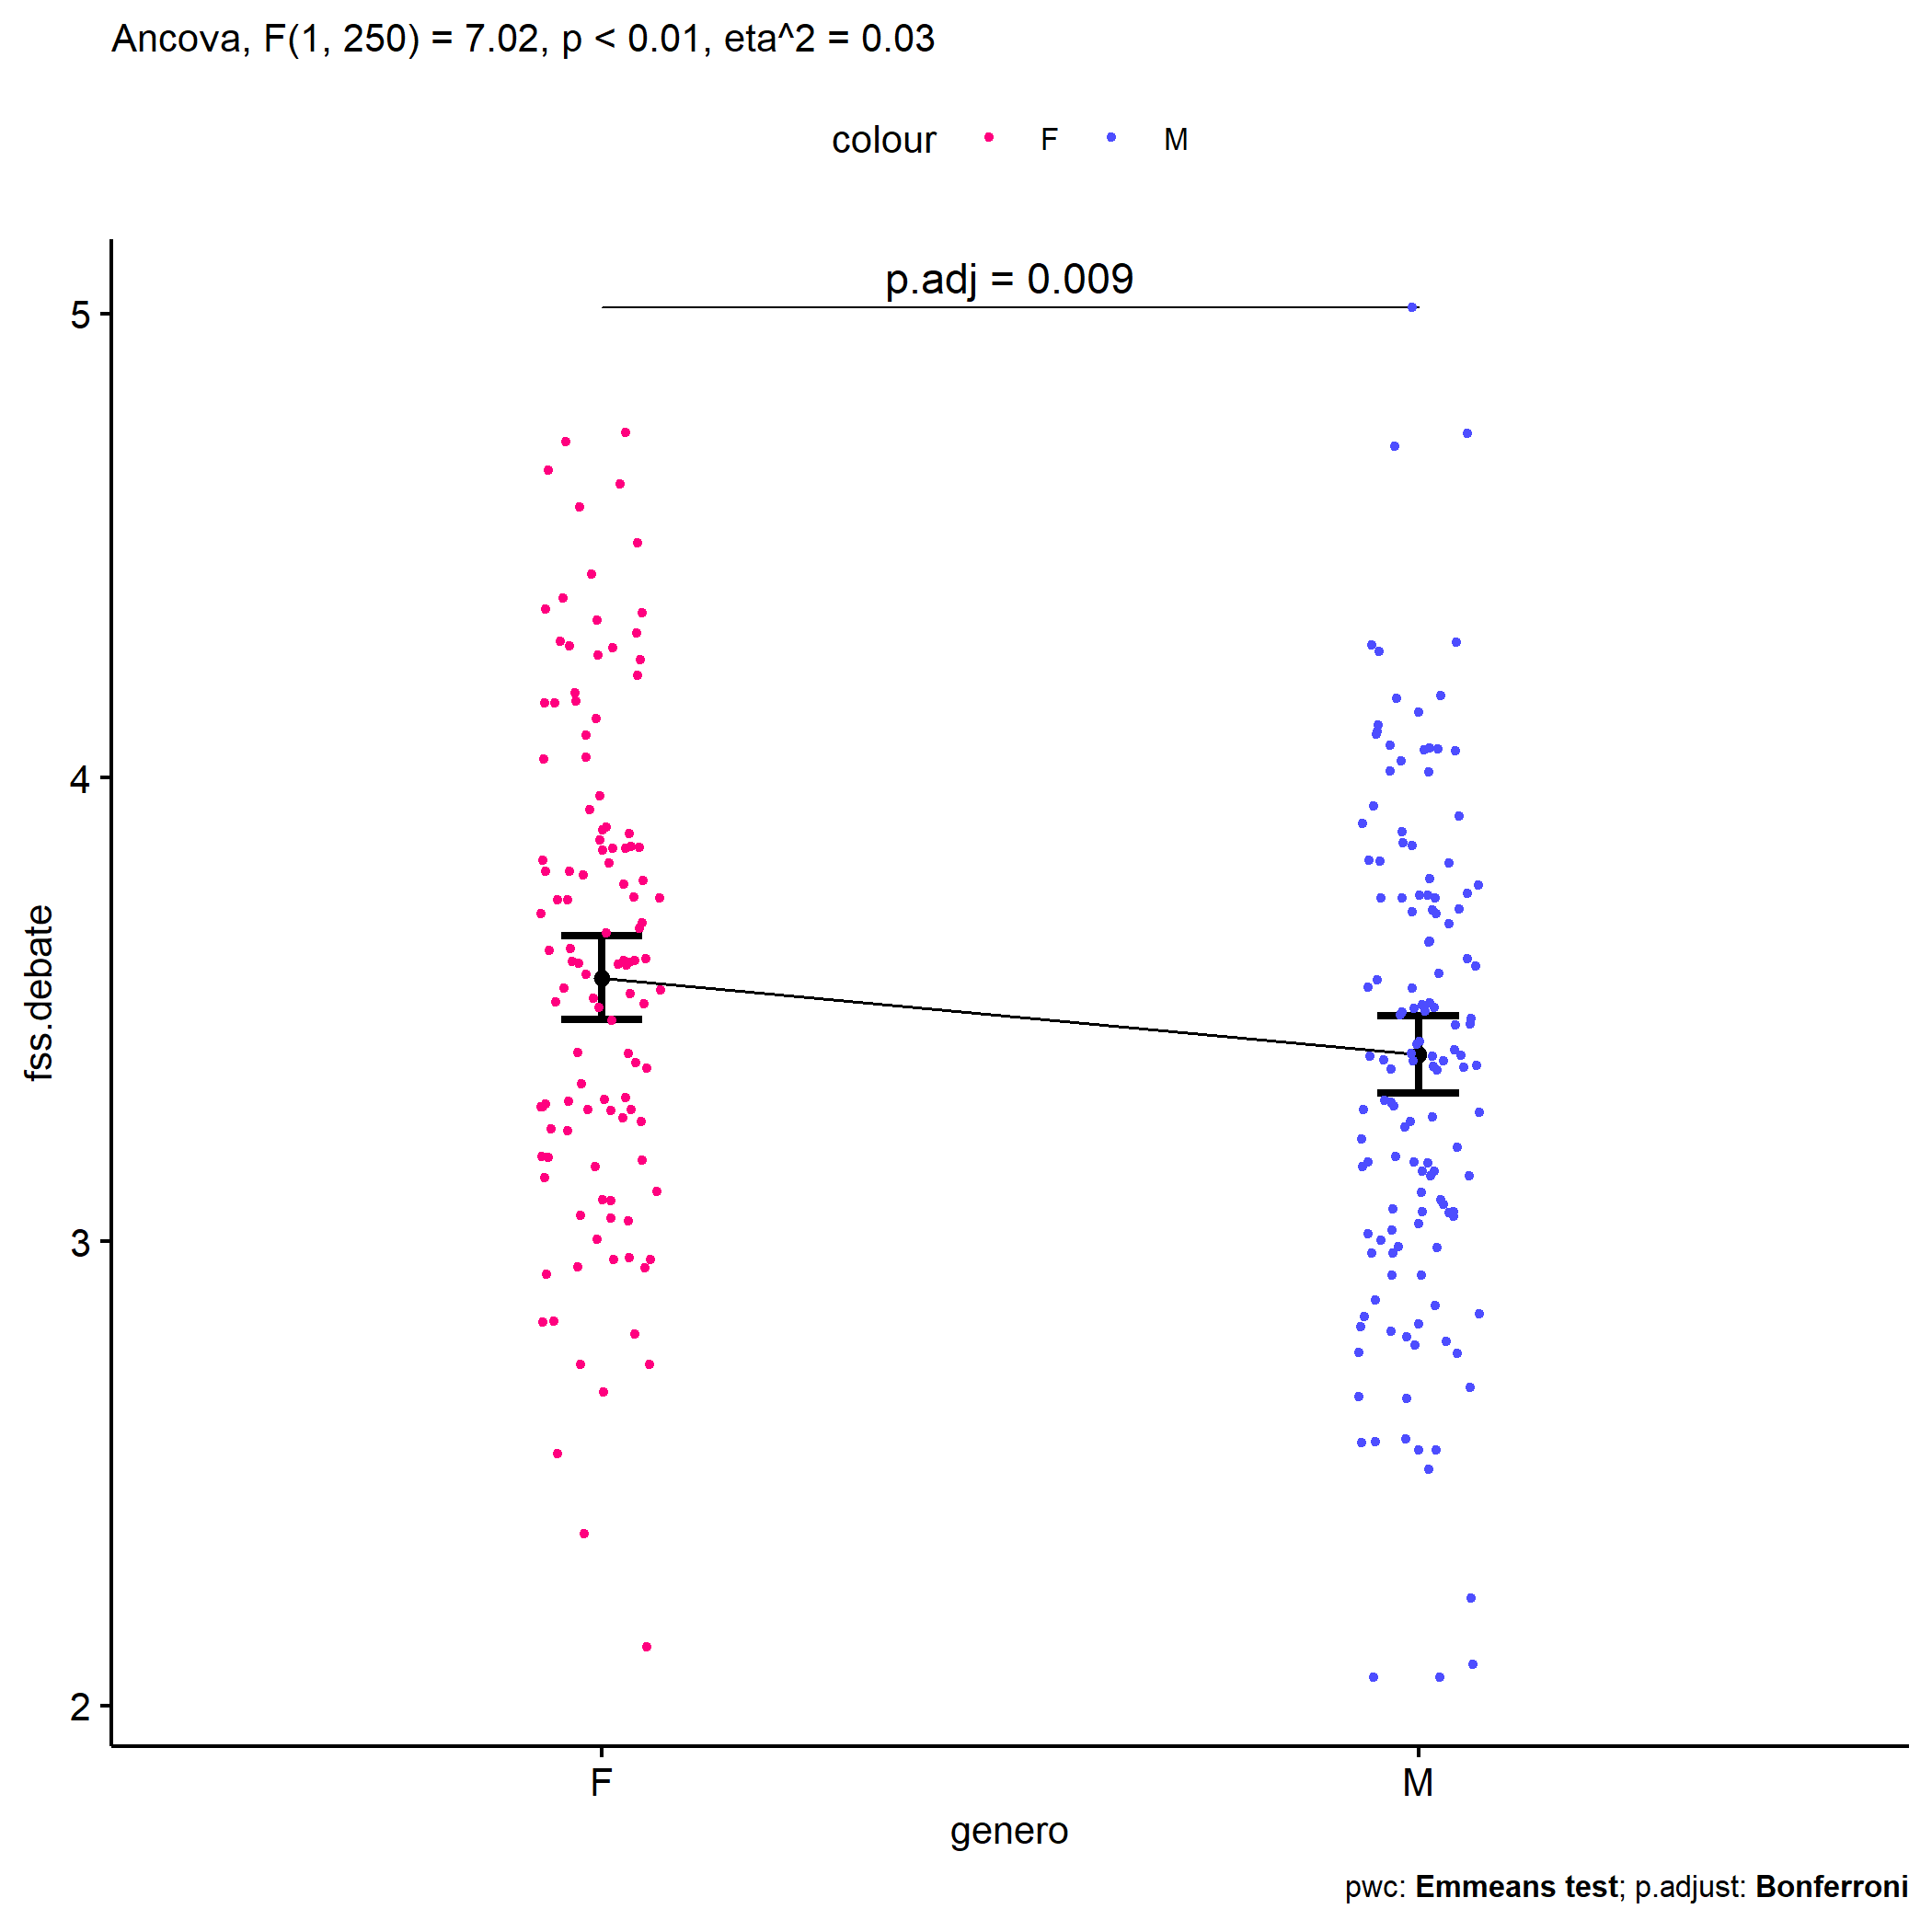 Ancova, F(1, 250) = 7.02, p < 0.01, eta^2 = 0.03
colour F M
p.adj = 0.009
5
4
3
2
fss.debate
F M
genero
pwc: Emmeans test; p.adjust: Bonferroni